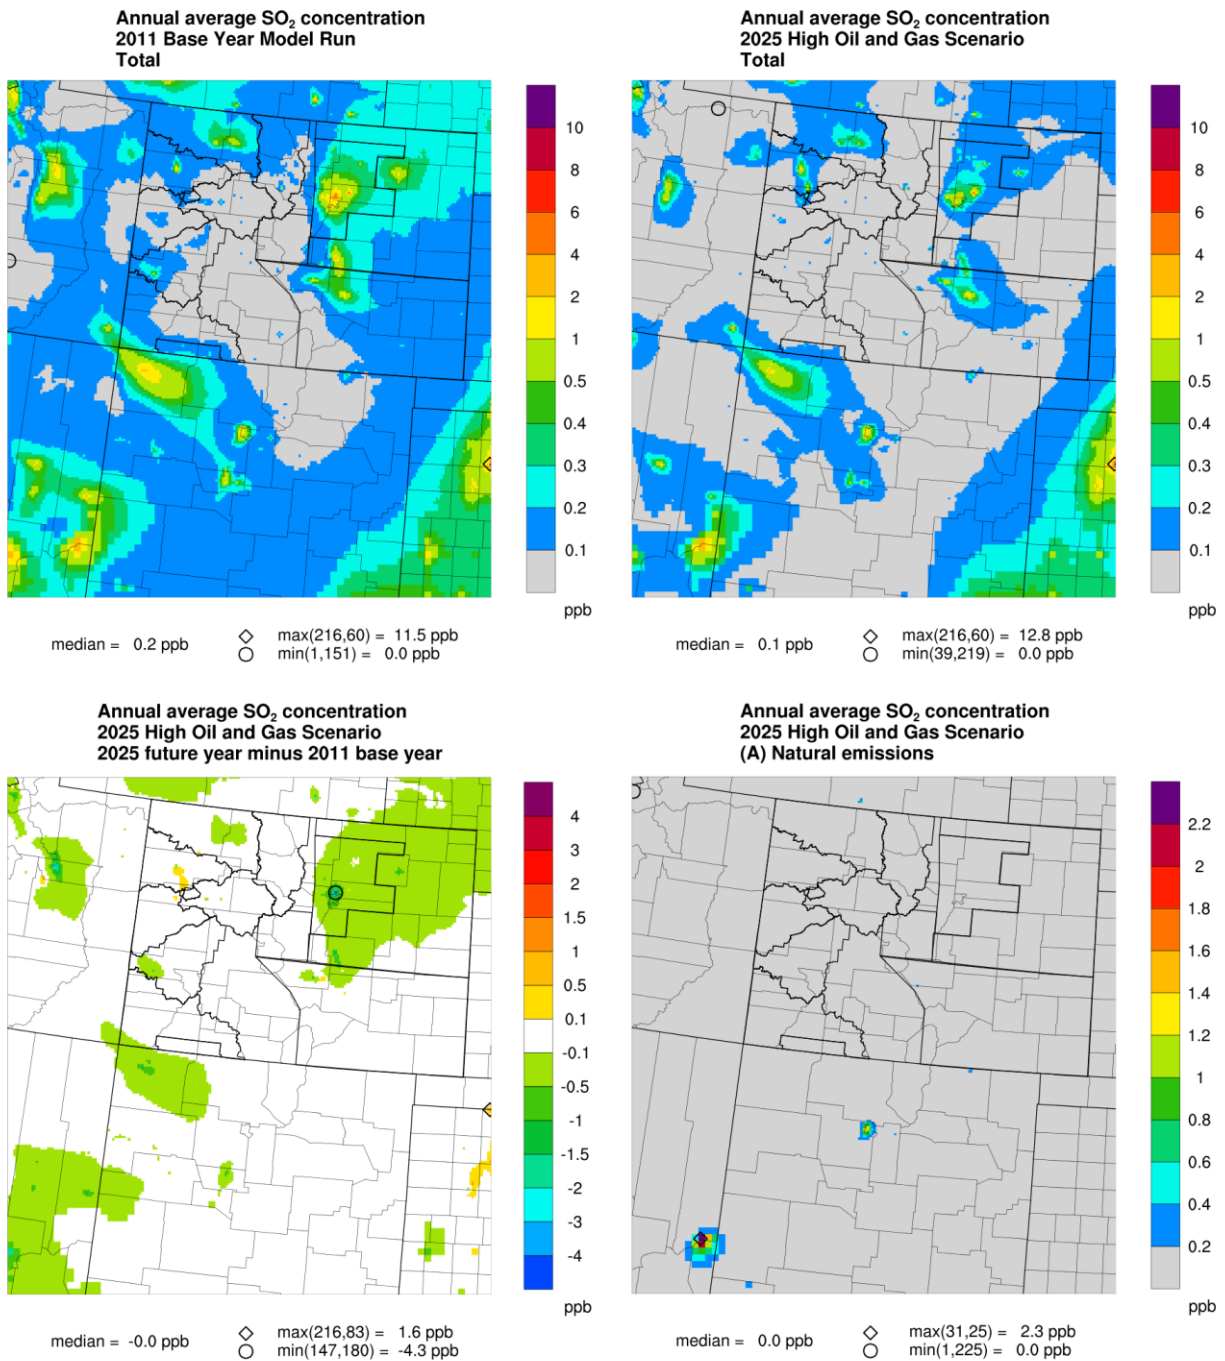 Annual average SO₂ concentration
2011 Base Year Model Run
Total
10
8
6
4
2
1
0.5
0.4
0.3
0.2
0.1
ppb
median = 0.2 ppb
max(216,60) = 11.5 ppb
min(1,151) = 0.0 ppb
Annual average SO₂ concentration
2025 High Oil and Gas Scenario
Total
10
8
6
4
2
1
0.5
0.4
0.3
0.2
0.1
ppb
median = 0.1 ppb
max(216,60) = 12.8 ppb
min(39,219) = 0.0 ppb
Annual average SO₂ concentration
2025 High Oil and Gas Scenario
2025 future year minus 2011 base year
4
3
2
1.5
1
0.5
0.1
-0.1
-0.5
-1
-1.5
-2
-3
-4
ppb
median = -0.0 ppb
max(216,83) = 1.6 ppb
min(147,180) = -4.3 ppb
Annual average SO₂ concentration
2025 High Oil and Gas Scenario
(A) Natural emissions
2.2
2
1.8
1.6
1.4
1.2
1
0.8
0.6
0.4
0.2
ppb
median = 0.0 ppb
max(31,25) = 2.3 ppb
min(1,225) = 0.0 ppb